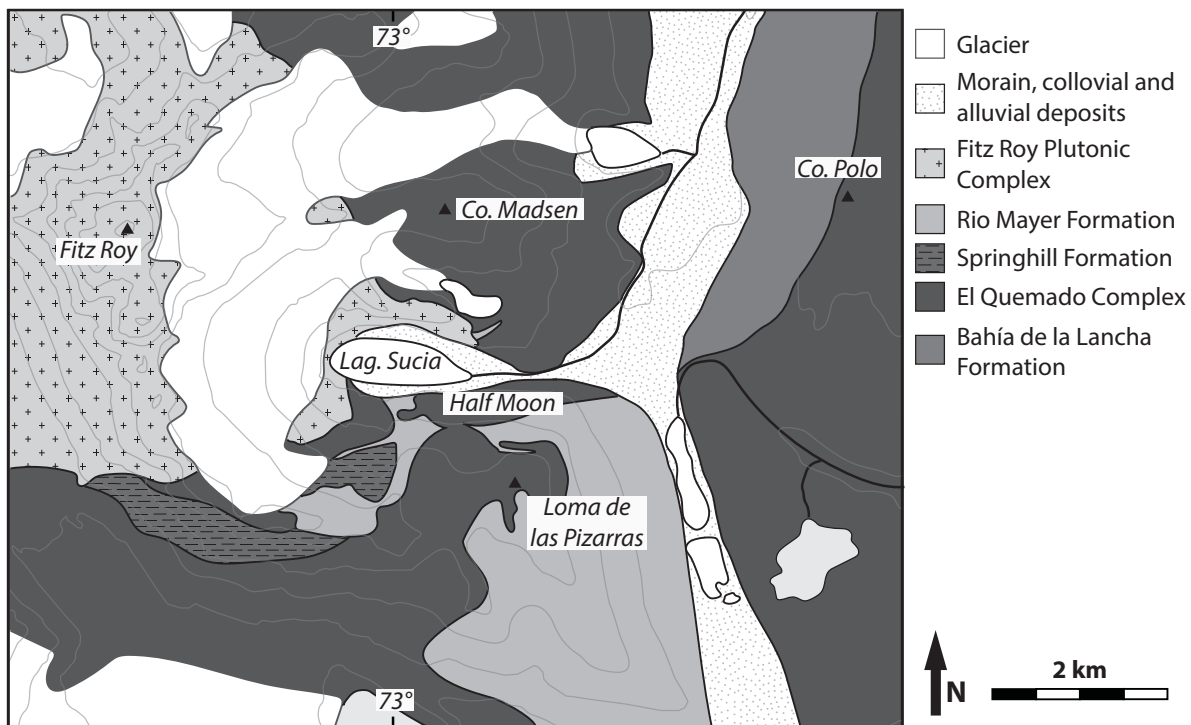 73°
Co. Polo
Co. Madsen
Fitz Roy
Lag. Sucia
Half Moon
Loma de
las Pizarras
73°
Glacier
Morain, collovial and
alluvial deposits
Fitz Roy Plutonic
Complex
Rio Mayer Formation
Springhill Formation
El Quemado Complex
Bahía de la Lancha
Formation
2 km
N